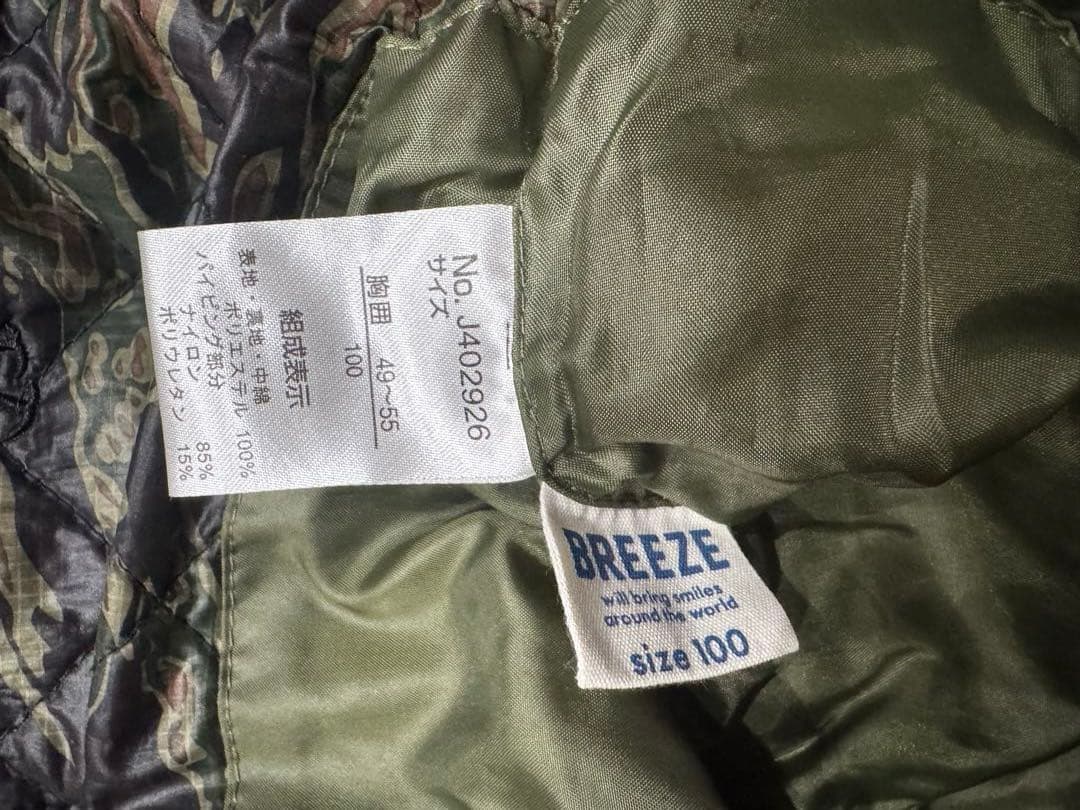 No. J402926
サイズ
胸囲 49～55
100
組成表示
表地・裏地・中綿
ポリエステル 100%
パイピング部分
ナイロン 85%
ポリウレタン 15%
BREEZE
will bring smiles
around the world
size 100